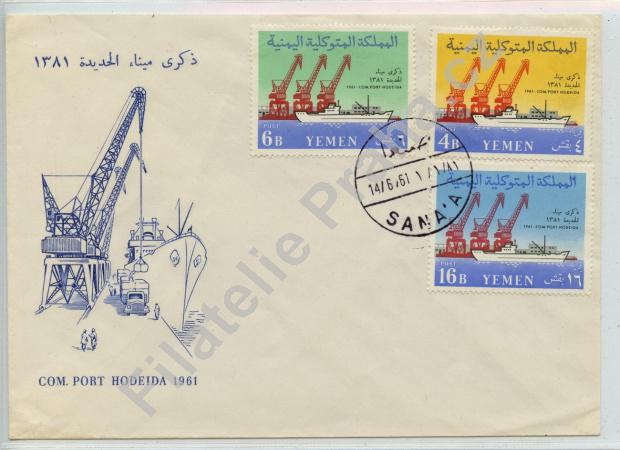 ذكرى ميناء الحديدة ١٣٨١
COM. PORT HODEIDA 1961
المملكة المتوكلية اليمنية
ذكرى ميناء
الحديدة ١٣٨١
1961 - COM. PORT HODEIDA
POST
6B YEMEN
٦
المملكة المتوكلية اليمنية
ذكرى ميناء
الحديدة ١٣٨١
1961 - COM. PORT HODEIDA
4B YEMEN ٤ بقش
المملكة المتوكلية اليمنية
ذكرى ميناء
الحديدة ١٣٨١
1961 - COM. PORT HODEIDA
POST
16B YEMEN ١٦ بقش
14/6/61
SANA'A
Filatelie Praha.cz